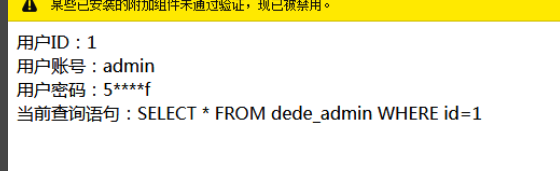 某些已安装的附加组件未通过验证，现已被禁用。
用户ID：1
用户账号：admin
用户密码：5****f
当前查询语句：SELECT * FROM dede_admin WHERE id=1